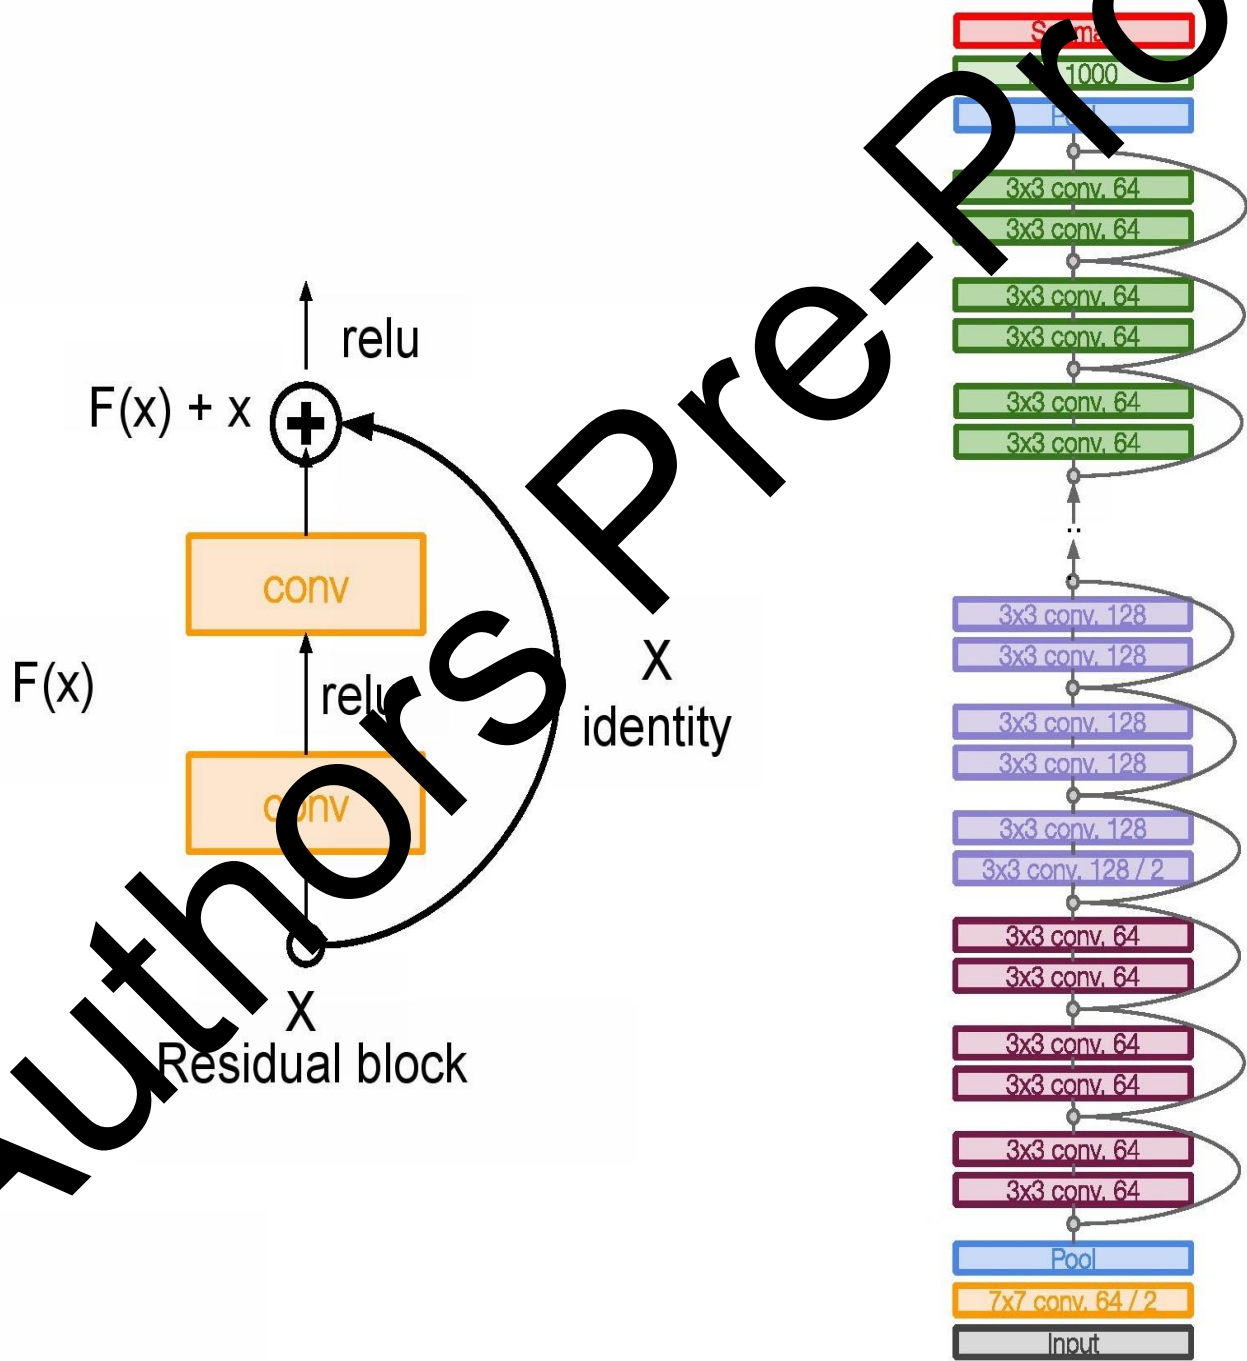 relu
F(x) + x
+
conv
F(x)
relu
X
identity
conv
X
Residual block
1000
3x3 conv, 64
3x3 conv, 64
3x3 conv, 64
3x3 conv, 64
3x3 conv, 64
3x3 conv, 64
..
3x3 conv, 128
3x3 conv, 128
3x3 conv, 128
3x3 conv, 128
3x3 conv, 128
3x3 conv, 128 / 2
3x3 conv, 64
3x3 conv, 64
3x3 conv, 64
3x3 conv, 64
3x3 conv, 64
3x3 conv, 64
Pool
7x7 conv, 64 / 2
Input
Authors Pre-Pro